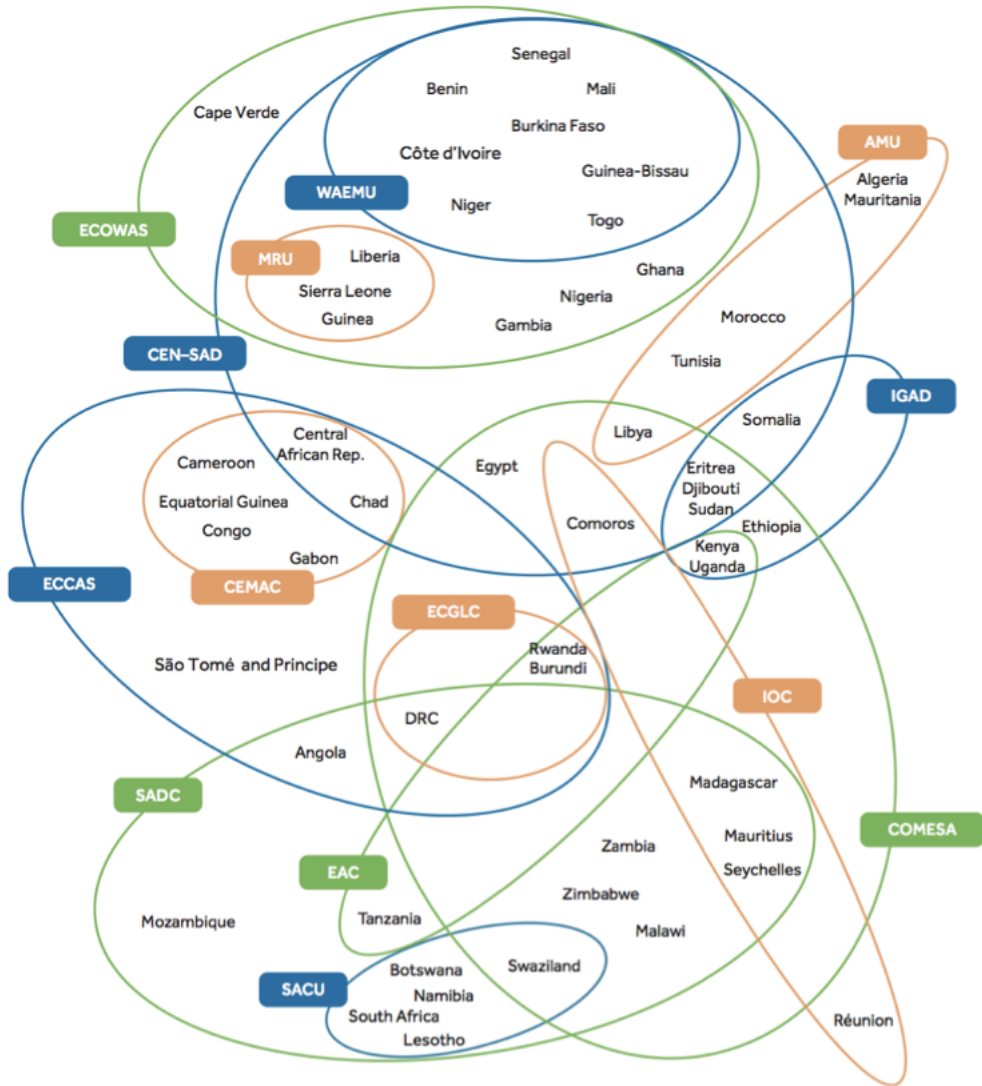 Senegal
Benin
Mali
Cape Verde
Burkina Faso
AMU
Côte d'Ivoire
Guinea-Bissau
Algeria
Mauritania
WAEMU
Niger
Togo
ECOWAS
MRU
Liberia
Ghana
Sierra Leone
Nigeria
Guinea
Gambia
Morocco
CEN–SAD
Tunisia
IGAD
Somalia
Central
African Rep.
Libya
Cameroon
Egypt
Eritrea
Djibouti
Sudan
Equatorial Guinea
Chad
Comoros
Ethiopia
Congo
Kenya
Uganda
Gabon
ECCAS
CEMAC
ECGLC
Rwanda
Burundi
São Tomé and Principe
IOC
DRC
Angola
Madagascar
SADC
COMESA
Mauritius
Zambia
Seychelles
EAC
Zimbabwe
Mozambique
Tanzania
Malawi
Botswana
Swaziland
SACU
Namibia
South Africa
Réunion
Lesotho